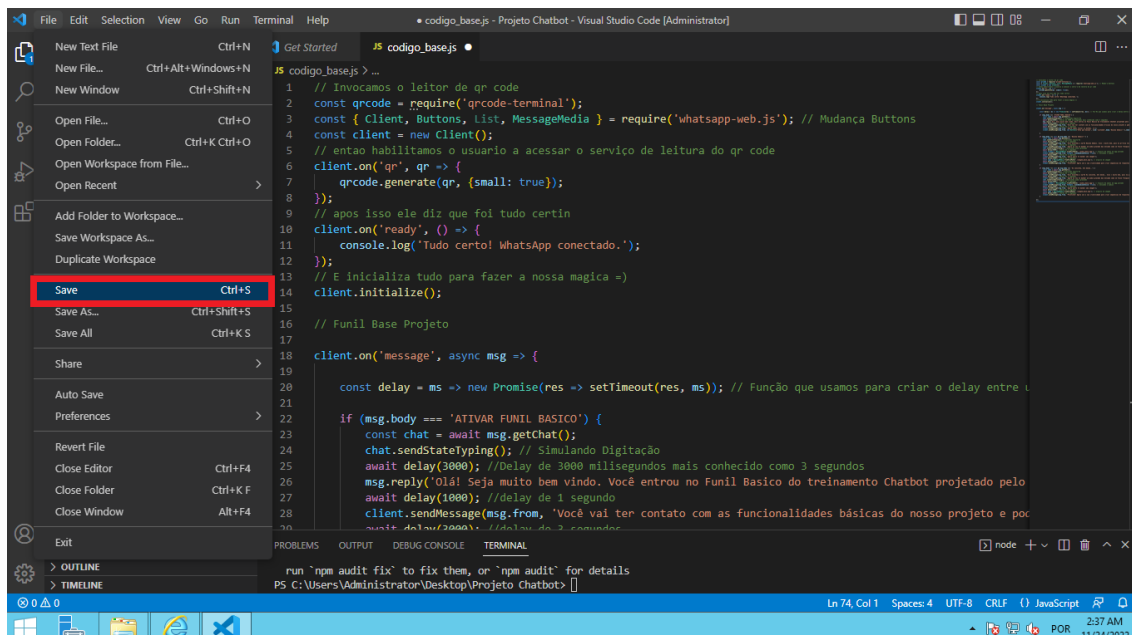 File Edit Selection View Go Run Terminal Help ● codigo_base.js - Projeto Chatbot - Visual Studio Code [Administrator]
New Text File Ctrl+N
New File... Ctrl+Alt+Windows+N
New Window Ctrl+Shift+N
Open File... Ctrl+O
Open Folder... Ctrl+K Ctrl+O
Open Workspace from File...
Open Recent
Add Folder to Workspace...
Save Workspace As...
Duplicate Workspace
Save Ctrl+S
Save As... Ctrl+Shift+S
Save All Ctrl+K S
Share
Auto Save
Preferences
Revert File
Close Editor Ctrl+F4
Close Folder Ctrl+K F
Close Window Alt+F4
Exit
OUTLINE
TIMELINE
Get Started JS codigo_base.js ●
JS codigo_base.js > ...
1 // Invocamos o leitor de qr code
2 const qrcode = require('qrcode-terminal');
3 const { Client, Buttons, List, MessageMedia } = require('whatsapp-web.js'); // Mudança Buttons
4 const client = new Client();
5 // entao habilitamos o usuario a acessar o serviço de leitura do qr code
6 client.on('qr', qr => {
7 qrcode.generate(qr, {small: true});
8 });
9 // apos isso ele diz que foi tudo certin
10 client.on('ready', () => {
11 console.log('Tudo certo! WhatsApp conectado.');
12 });
13 // E inicializa tudo para fazer a nossa magica =)
14 client.initialize();
15
16 // Funil Base Projeto
17
18 client.on('message', async msg => {
19
20 const delay = ms => new Promise(res => setTimeout(res, ms)); // Função que usamos para criar o delay entre
21
22 if (msg.body === 'ATIVAR FUNIL BASICO') {
23 const chat = await msg.getChat();
24 chat.sendStateTyping(); // Simulando Digitação
25 await delay(3000); //Delay de 3000 milisegundos mais conhecido como 3 segundos
26 msg.reply('Olá! Seja muito bem vindo. Você entrou no Funil Basico do treinamento Chatbot projetado pelo
27 await delay(1000); //delay de 1 segundo
28 client.sendMessage(msg.from, 'Você vai ter contato com as funcionalidades básicas do nosso projeto e
29 await delay(3000); //delay de 3 segundos
PROBLEMS OUTPUT DEBUG CONSOLE TERMINAL node
run `npm audit fix` to fix them, or `npm audit` for details
PS C:\Users\Administrator\Desktop\Projeto Chatbot>
0 0 Ln 74, Col 1 Spaces: 4 UTF-8 CRLF {} JavaScript
POR 2:37 AM